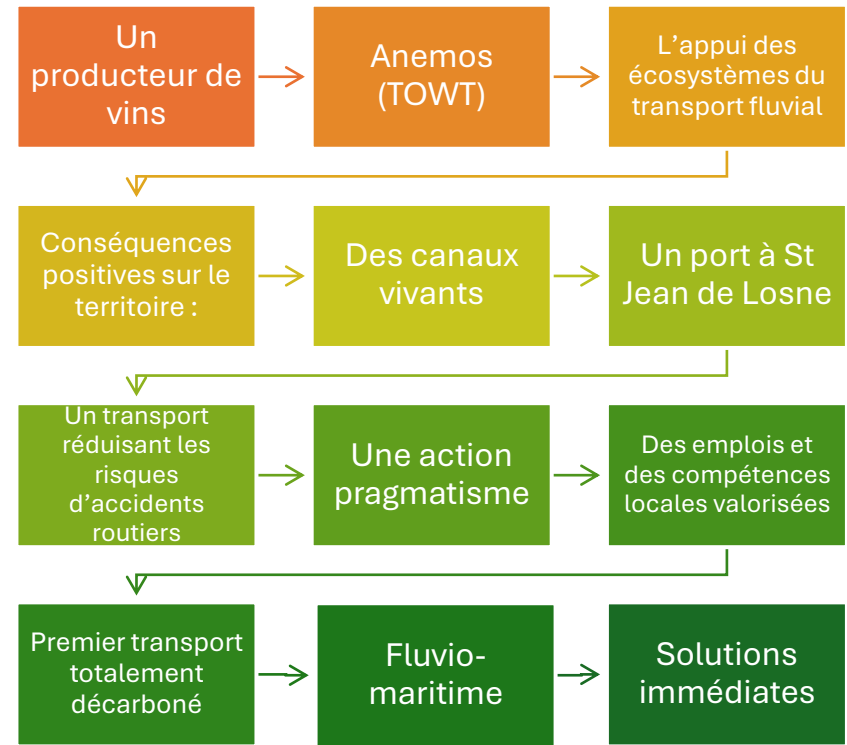 Un
producteur de
vins
Anemos
(TOWT)
L'appui des
écosystèmes du
transport fluvial
Conséquences
positives sur le
territoire :
Des canaux
vivants
Un port à St
Jean de Losne
Un transport
réduisant les
risques
d'accidents
routiers
Une action
pragmatisme
Des emplois et
des compétences
locales valorisées
Premier transport
totalement
décarboné
Fluvio-
maritime
Solutions
immédiates